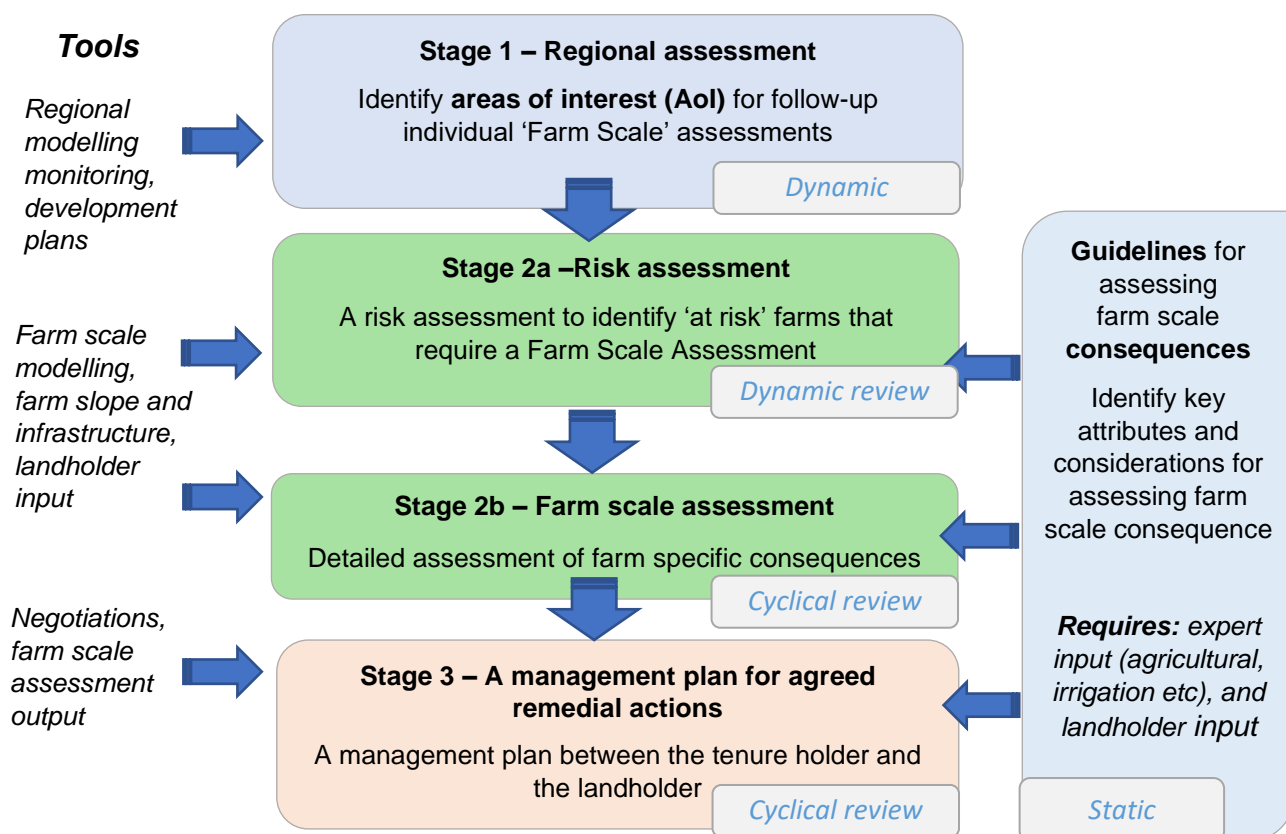 Tools
Regional
modelling
monitoring,
development
plans
Farm scale
modelling,
farm slope and
infrastructure,
landholder
input
Negotiations,
farm scale
assessment
output
Stage 1 – Regional assessment
Identify areas of interest (AoI) for follow-up
individual ‘Farm Scale’ assessments
Dynamic
Stage 2a –Risk assessment
A risk assessment to identify ‘at risk’ farms that
require a Farm Scale Assessment
Dynamic review
Stage 2b – Farm scale assessment
Detailed assessment of farm specific consequences
Cyclical review
Stage 3 – A management plan for agreed
remedial actions
A management plan between the tenure holder and
the landholder
Cyclical review
Guidelines for
assessing
farm scale
consequences
Identify key
attributes and
considerations for
assessing farm
scale consequence
Requires: expert
input (agricultural,
irrigation etc), and
landholder input
Static